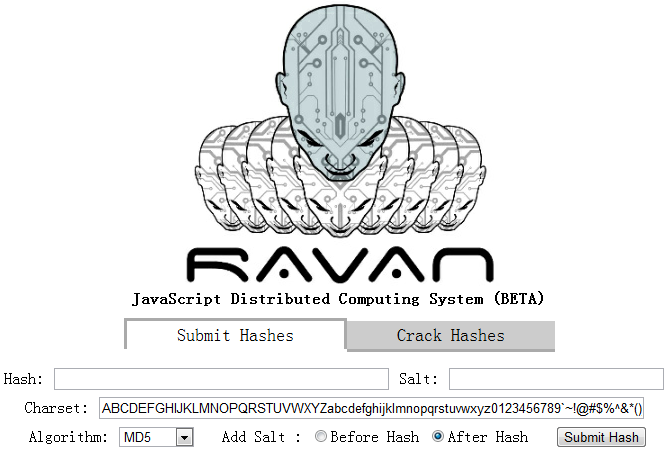 RAVAN
JavaScript Distributed Computing System (BETA)
Submit Hashes Crack Hashes
Hash: Salt:
Charset: ABCDEFGHIJKLMNOPQRSTUVWXYZabcdefghijklmnopqrstuvwxyz0123456789`~!@#$%^&*()
Algorithm: MD5 Add Salt : Before Hash After Hash Submit Hash